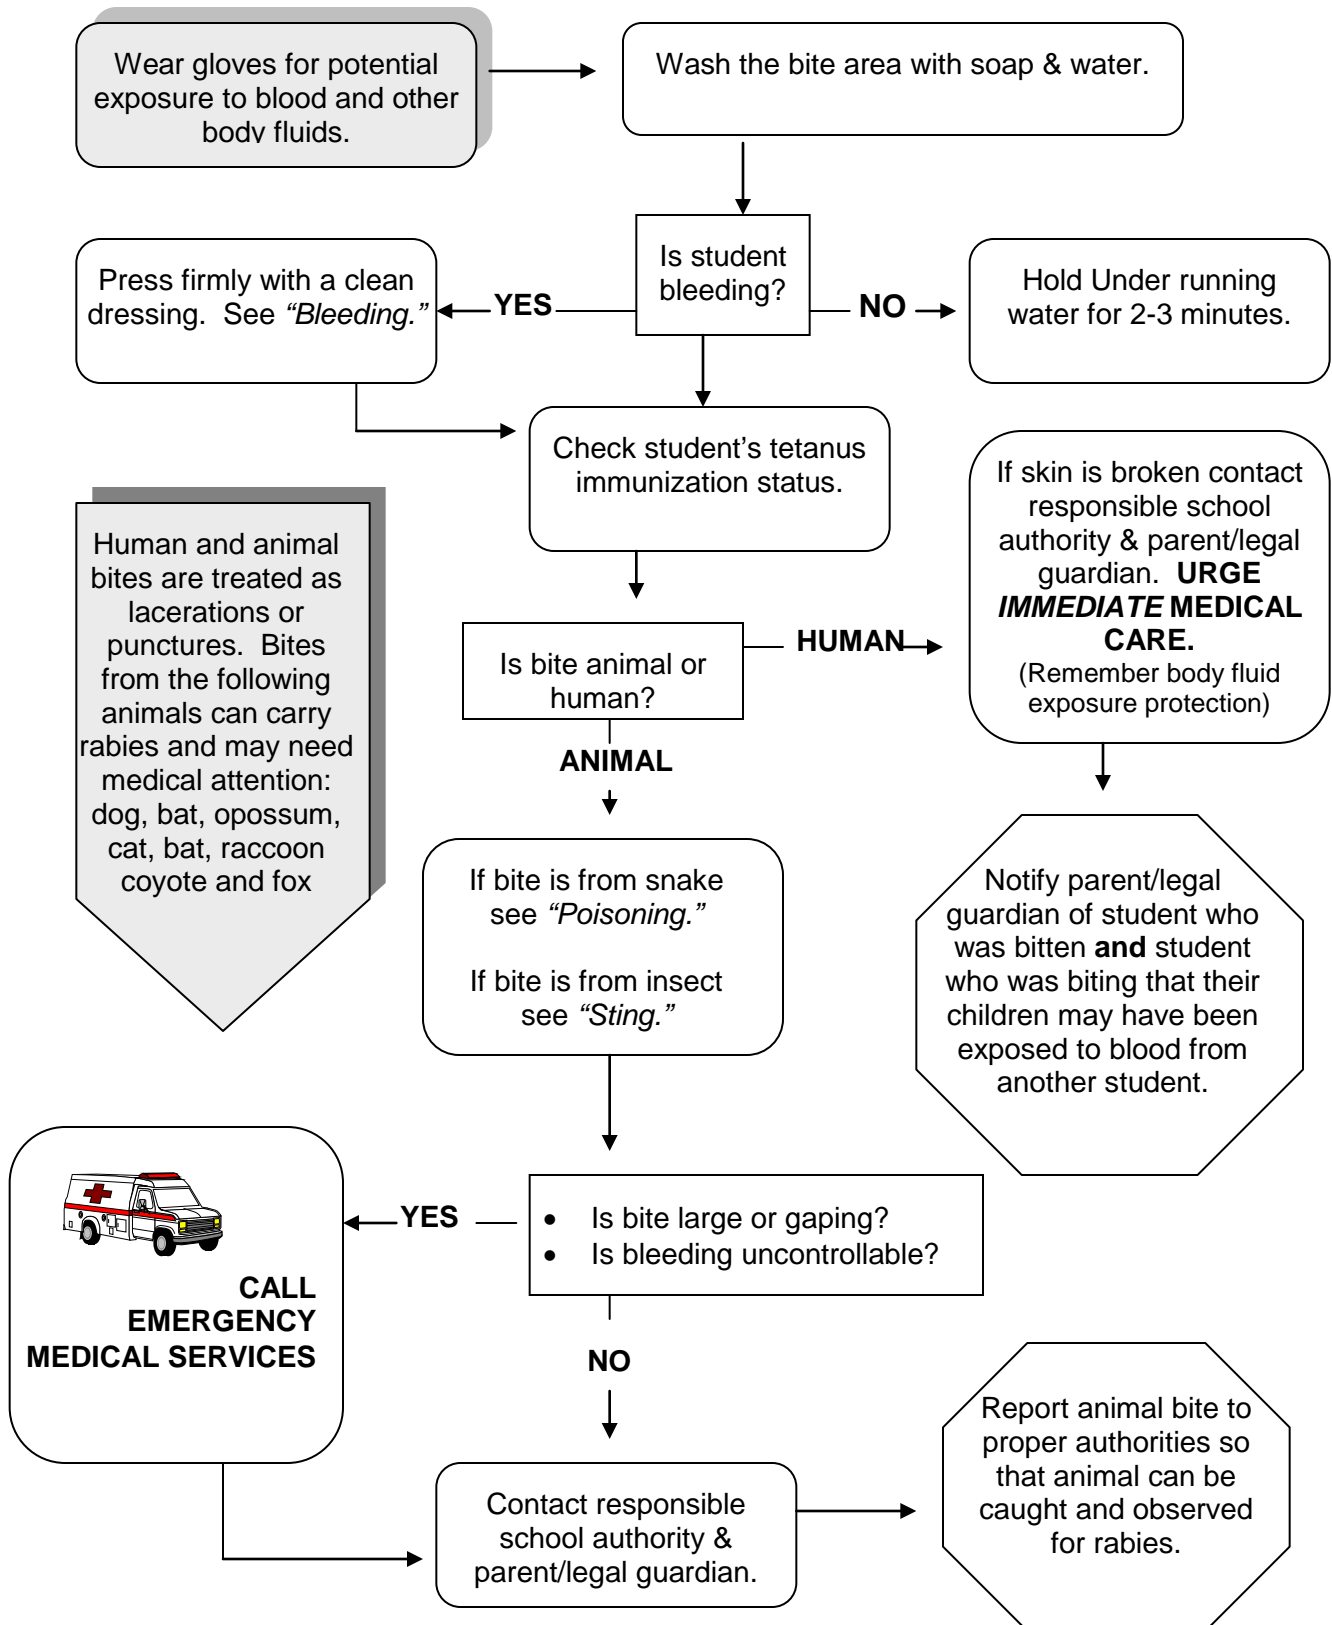 Wear gloves for potential
exposure to blood and other
body fluids.
Wash the bite area with soap & water.
Is student
bleeding?
YES
NO
Press firmly with a clean
dressing. See “Bleeding.”
Hold Under running
water for 2-3 minutes.
Check student’s tetanus
immunization status.
Human and animal
bites are treated as
lacerations or
punctures. Bites
from the following
animals can carry
rabies and may need
medical attention:
dog, bat, opossum,
cat, bat, raccoon
coyote and fox
Is bite animal or
human?
HUMAN
If skin is broken contact
responsible school
authority & parent/legal
guardian. URGE
IMMEDIATE MEDICAL
CARE.
(Remember body fluid
exposure protection)
ANIMAL
If bite is from snake
see “Poisoning.”
If bite is from insect
see “Sting.”
Notify parent/legal
guardian of student who
was bitten and student
who was biting that their
children may have been
exposed to blood from
another student.
• Is bite large or gaping?
• Is bleeding uncontrollable?
YES
CALL
EMERGENCY
MEDICAL SERVICES
NO
Contact responsible
school authority &
parent/legal guardian.
Report animal bite to
proper authorities so
that animal can be
caught and observed
for rabies.